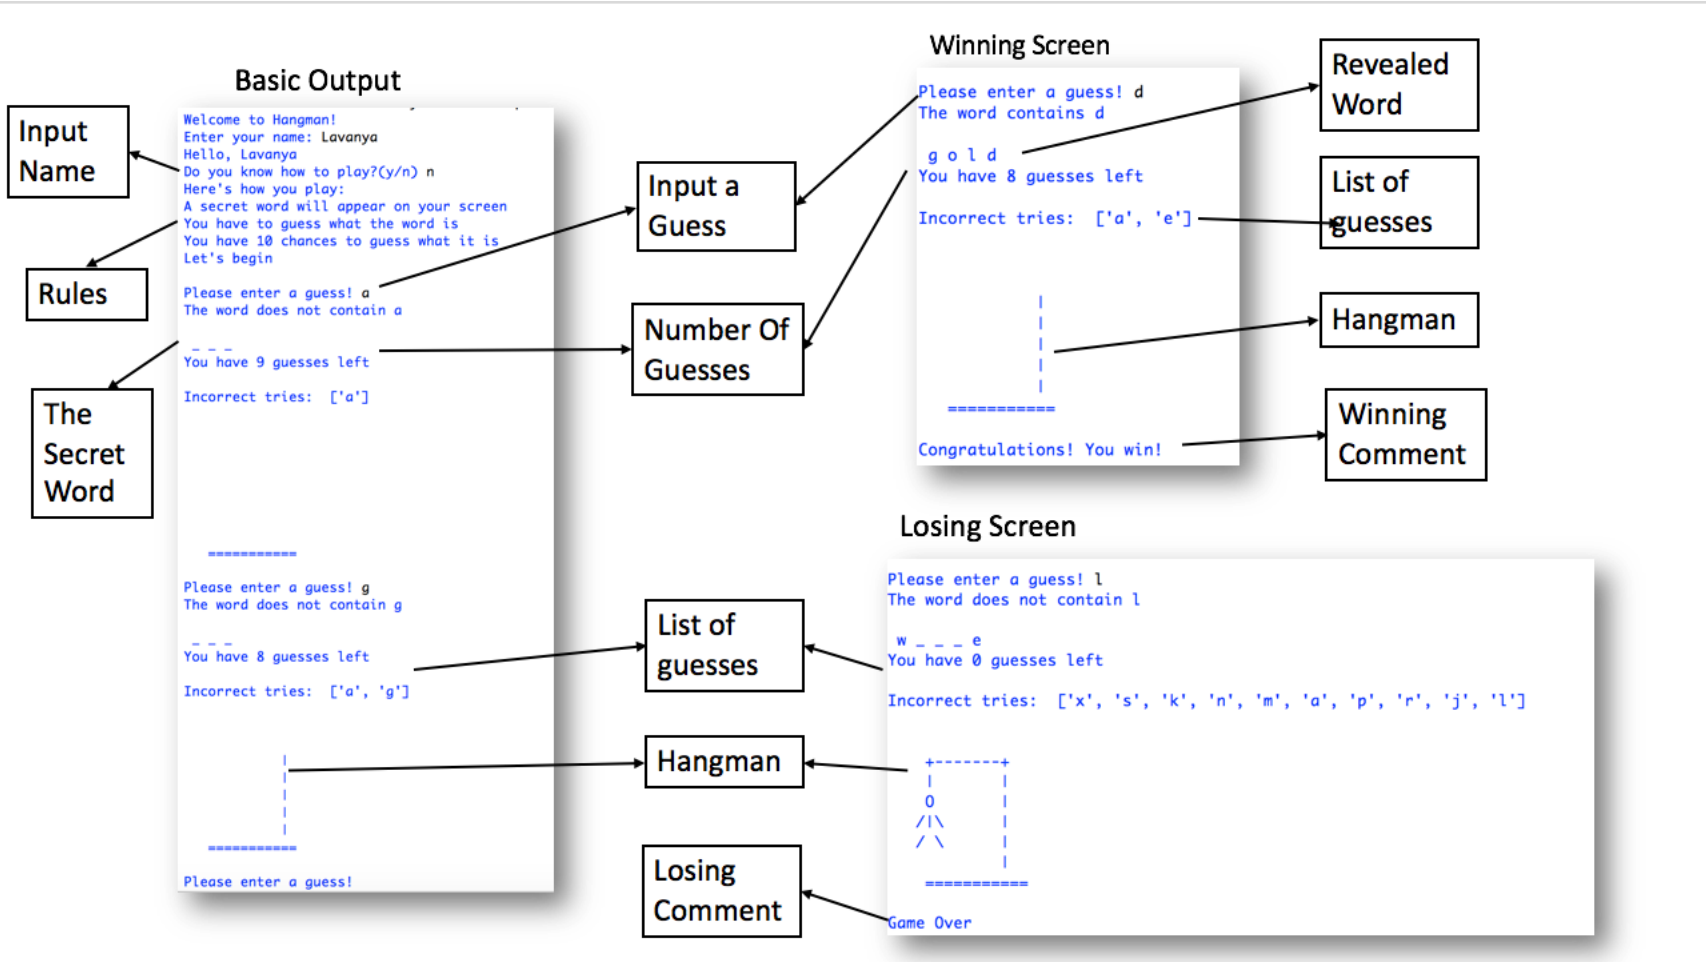 Basic Output
Input
Name
Rules
The
Secret
Word
Welcome to Hangman!
Enter your name: Lavanya
Hello, Lavanya
Do you know how to play?(y/n) n
Here's how you play:
A secret word will appear on your screen
You have to guess what the word is
You have 10 chances to guess what it is
Let's begin
Please enter a guess! a
The word does not contain a
_ _ _
You have 9 guesses left
Incorrect tries:  ['a']
===========
Please enter a guess! g
The word does not contain g
_ _ _
You have 8 guesses left
Incorrect tries:  ['a', 'g']
|
|
|
|
|
===========
Please enter a guess!
Input a
Guess
Number Of
Guesses
List of
guesses
Hangman
Losing
Comment
Winning Screen
Please enter a guess! d
The word contains d
g o l d
You have 8 guesses left
Incorrect tries:  ['a', 'e']
|
|
|
|
|
===========
Congratulations! You win!
Revealed
Word
List of
guesses
Hangman
Winning
Comment
Losing Screen
Please enter a guess! l
The word does not contain l
w _ _ _ e
You have 0 guesses left
Incorrect tries:  ['x', 's', 'k', 'n', 'm', 'a', 'p', 'r', 'j', 'l']
+-------+
|       |
O       |
/|\      |
/ \      |
|
===========
Game Over